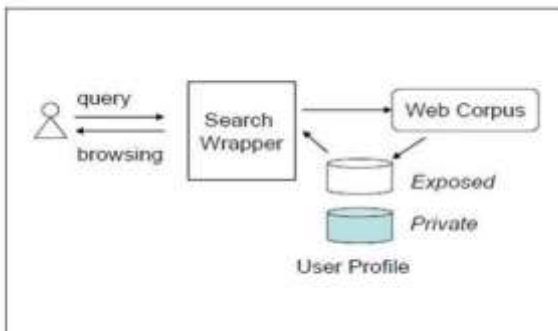 query
browsing
Search
Wrapper
Web Corpus
Exposed
Private
User Profile